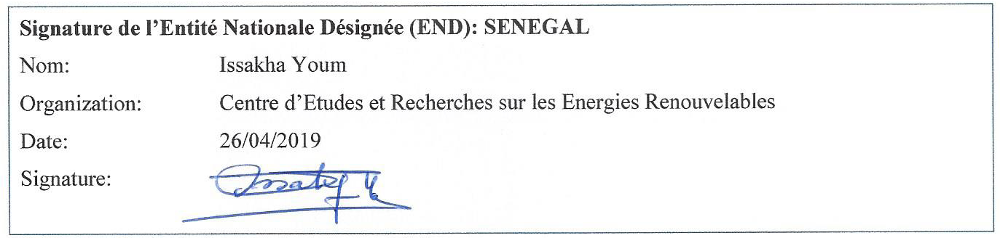 Signature de l'Entité Nationale Désignée (END): SENEGAL
Nom: Issakha Youm
Organization: Centre d'Etudes et Recherches sur les Energies Renouvelables
Date: 26/04/2019
Signature: